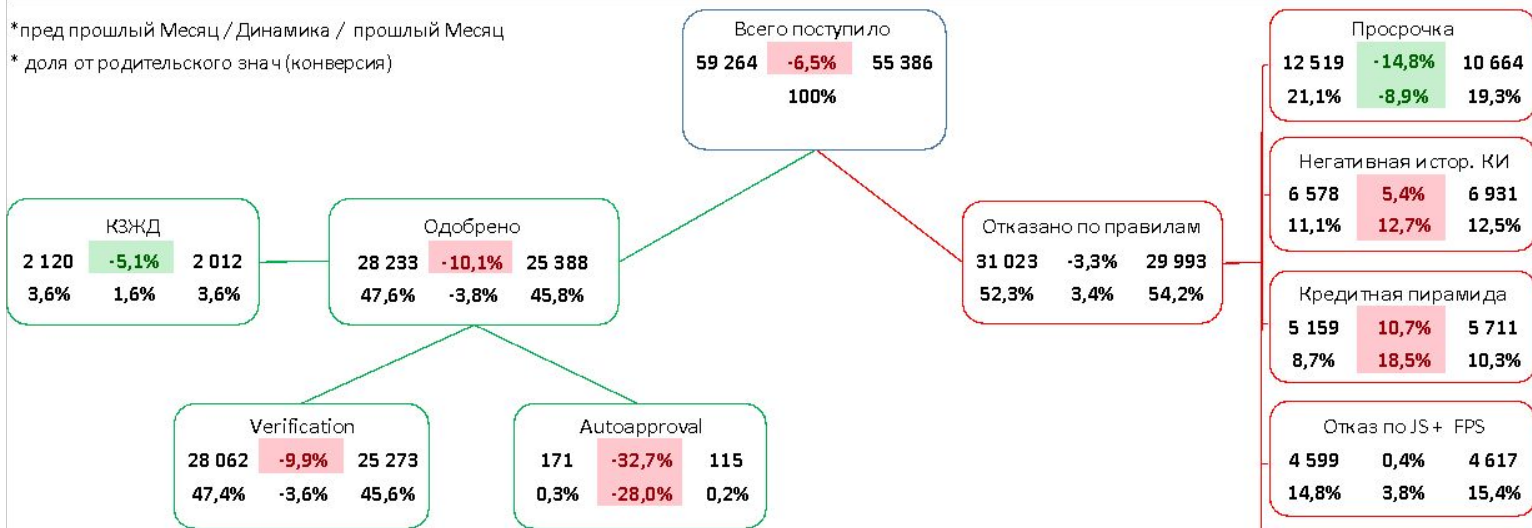 *пред прошлый Месяц / Динамика / прошлый Месяц
* доля от родительского знач (конверсия)
Всего поступило
59 264 -6,5% 55 386
100%
Просрочка
12 519 -14,8% 10 664
21,1% -8,9% 19,3%
Негативная истор. КИ
6 578 5,4% 6 931
11,1% 12,7% 12,5%
КЗЖД
2 120 -5,1% 2 012
3,6% 1,6% 3,6%
Одобрено
28 233 -10,1% 25 388
47,6% -3,8% 45,8%
Отказано по правилам
31 023 -3,3% 29 993
52,3% 3,4% 54,2%
Кредитная пирамида
5 159 10,7% 5 711
8,7% 18,5% 10,3%
Verification
28 062 -9,9% 25 273
47,4% -3,6% 45,6%
Autoapproval
171 -32,7% 115
0,3% -28,0% 0,2%
Отказ по JS + FPS
4 599 0,4% 4 617
14,8% 3,8% 15,4%